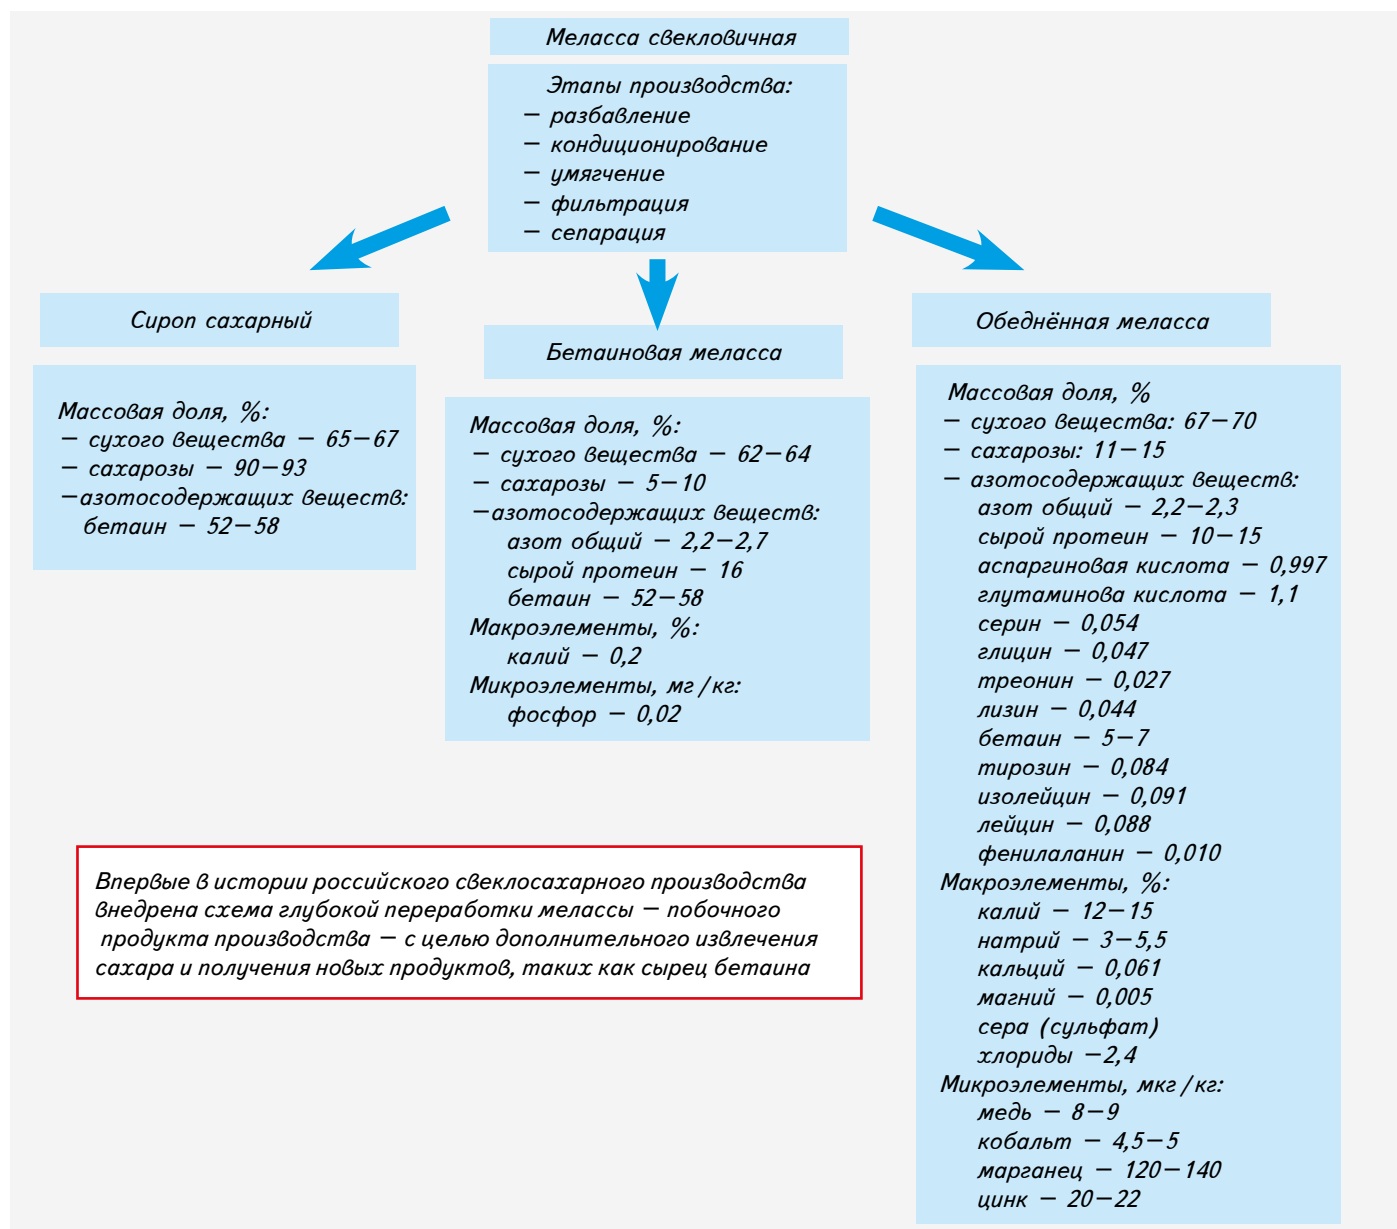 Меласса свекловичная
Этапы производства:
— разбавление
— кондиционирование
— умягчение
— фильтрация
— сепарация
Сироп сахарный
Массовая доля, %:
— сухого вещества — 65—67
— сахарозы — 90—93
—азотосодержащих веществ:
бетаин — 52—58
Бетаиновая меласса
Массовая доля, %:
— сухого вещества — 62—64
— сахарозы — 5—10
—азотосодержащих веществ:
азот общий — 2,2—2,7
сырой протеин — 16
бетаин — 52—58
Макроэлементы, %:
калий — 0,2
Микроэлементы, мг/кг:
фосфор — 0,02
Обеднённая меласса
Массовая доля, %
— сухого вещества: 67—70
— сахарозы: 11—15
— азотосодержащих веществ:
азот общий — 2,2—2,3
сырой протеин — 10—15
аспаргиновая кислота — 0,997
глутаминова кислота — 1,1
серин — 0,054
глицин — 0,047
треонин — 0,027
лизин — 0,044
бетаин — 5—7
тирозин — 0,084
изолейцин — 0,091
лейцин — 0,088
фенилаланин — 0,010
Макроэлементы, %:
калий — 12—15
натрий — 3—5,5
кальций — 0,061
магний — 0,005
сера (сульфат)
хлориды —2,4
Микроэлементы, мкг/кг:
медь — 8—9
кобальт — 4,5—5
марганец — 120—140
цинк — 20—22
Впервые в истории российского свеклосахарного производства
внедрена схема глубокой переработки мелассы — побочного
продукта производства — с целью дополнительного извлечения
сахара и получения новых продуктов, таких как сырец бетаина